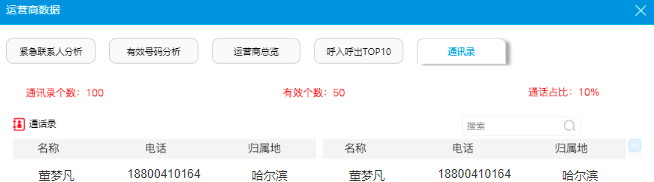 运营商数据
紧急联系人分析 有效号码分析 运营商总览 呼入呼出TOP10 通讯录
通讯录个数：100 有效个数：50 通话占比：10%
通话录 搜索
名称 电话 归属地 名称 电话 归属地
董梦凡 18800410164 哈尔滨 董梦凡 18800410164 哈尔滨